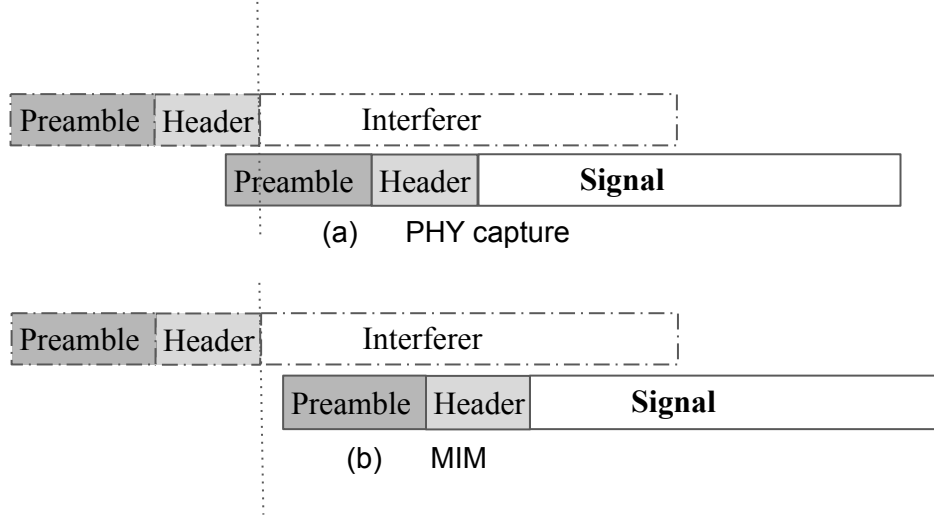 Preamble Header Interferer
Preamble Header Signal
(a) PHY capture
Preamble Header Interferer
Preamble Header Signal
(b) MIM